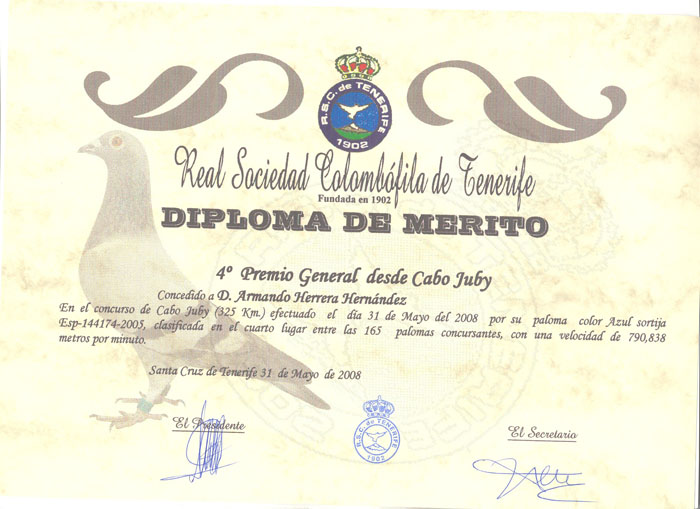 R.S.C. de TENERIFE
1902
Real Sociedad Colombófila de Tenerife
Fundada en 1902
DIPLOMA DE MERITO
4º Premio General desde Cabo Juby
Concedido a D. Armando Herrera Hernández
En el concurso de Cabo Juby (325 Km.) efectuado el día 31 de Mayo del 2008 por su paloma color Azul sortija
Esp-144174-2005, clasificada en el cuarto lugar entre las 165 palomas concursantes, con una velocidad de 790,838
metros por minuto.
Santa Cruz de Tenerife 31 de Mayo de 2008
El Presidente
R.S.C. de TENERIFE
1902
El Secretario